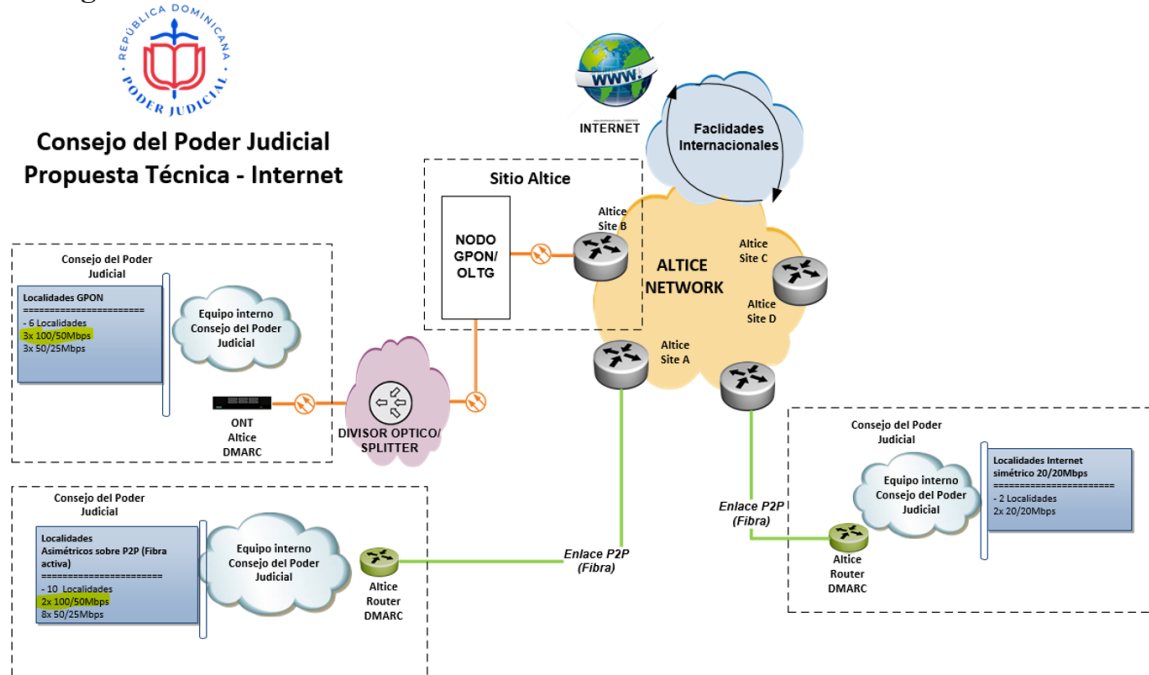 REPÚBLICA DOMINICANA
PODER JUDICIAL
Consejo del Poder Judicial
Propuesta Técnica - Internet
WWW.
INTERNET
Faclidades
Internacionales
Sitio Altice
NODO
GPON/
OLTG
Altice
Site B
ALTICE
NETWORK
Altice
Site C
Altice
Site D
Altice
Site A
Consejo del Poder
Judicial
Localidades GPON
=======================
- 6 Localidades
3x 100/50Mbps
3x 50/25Mbps
Equipo interno
Consejo del Poder
Judicial
ONT
Altice
DMARC
DIVISOR OPTICO/
SPLITTER
Consejo del Poder
Judicial
Localidades
Asimétricos sobre P2P (Fibra
activa)
=======================
- 10 Localidades
2x 100/50Mbps
8x 50/25Mbps
Equipo interno
Consejo del Poder
Judicial
Altice
Router
DMARC
Enlace P2P
(Fibra)
Enlace P2P
(Fibra)
Consejo del Poder
Judicial
Equipo interno
Consejo del Poder
Judicial
Altice
Router
DMARC
Localidades Internet
simétrico 20/20Mbps
=======================
- 2 Localidades
2x 20/20Mbps